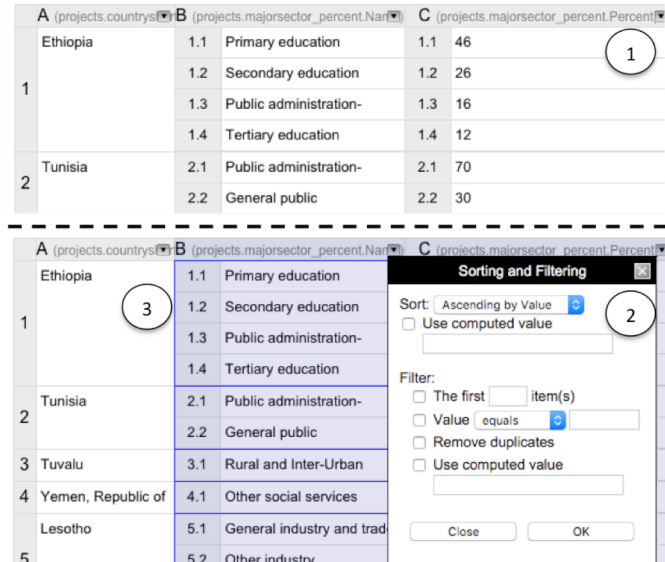 A (projects.countrys B (projects.majorsector_percent.Nam C (projects.majorsector_percent.Percent
1 Ethiopia 1.1 Primary education 1.1 46
1.2 Secondary education 1.2 26
1.3 Public administration- 1.3 16
1.4 Tertiary education 1.4 12
2 Tunisia 2.1 Public administration- 2.1 70
2.2 General public 2.2 30
1
A (projects.countrys B (projects.majorsector_percent.Nam C (projects.majorsector_percent.Percent
1 Ethiopia 1.1 Primary education
1.2 Secondary education
1.3 Public administration-
1.4 Tertiary education
2 Tunisia 2.1 Public administration-
2.2 General public
3 Tuvalu 3.1 Rural and Inter-Urban
4 Yemen, Republic of 4.1 Other social services
5 Lesotho 5.1 General industry and trad
5.2 Other industry
3
Sorting and Filtering
Sort: Ascending by Value
Use computed value
2
Filter:
The first item(s)
Value equals
Remove duplicates
Use computed value
Close OK